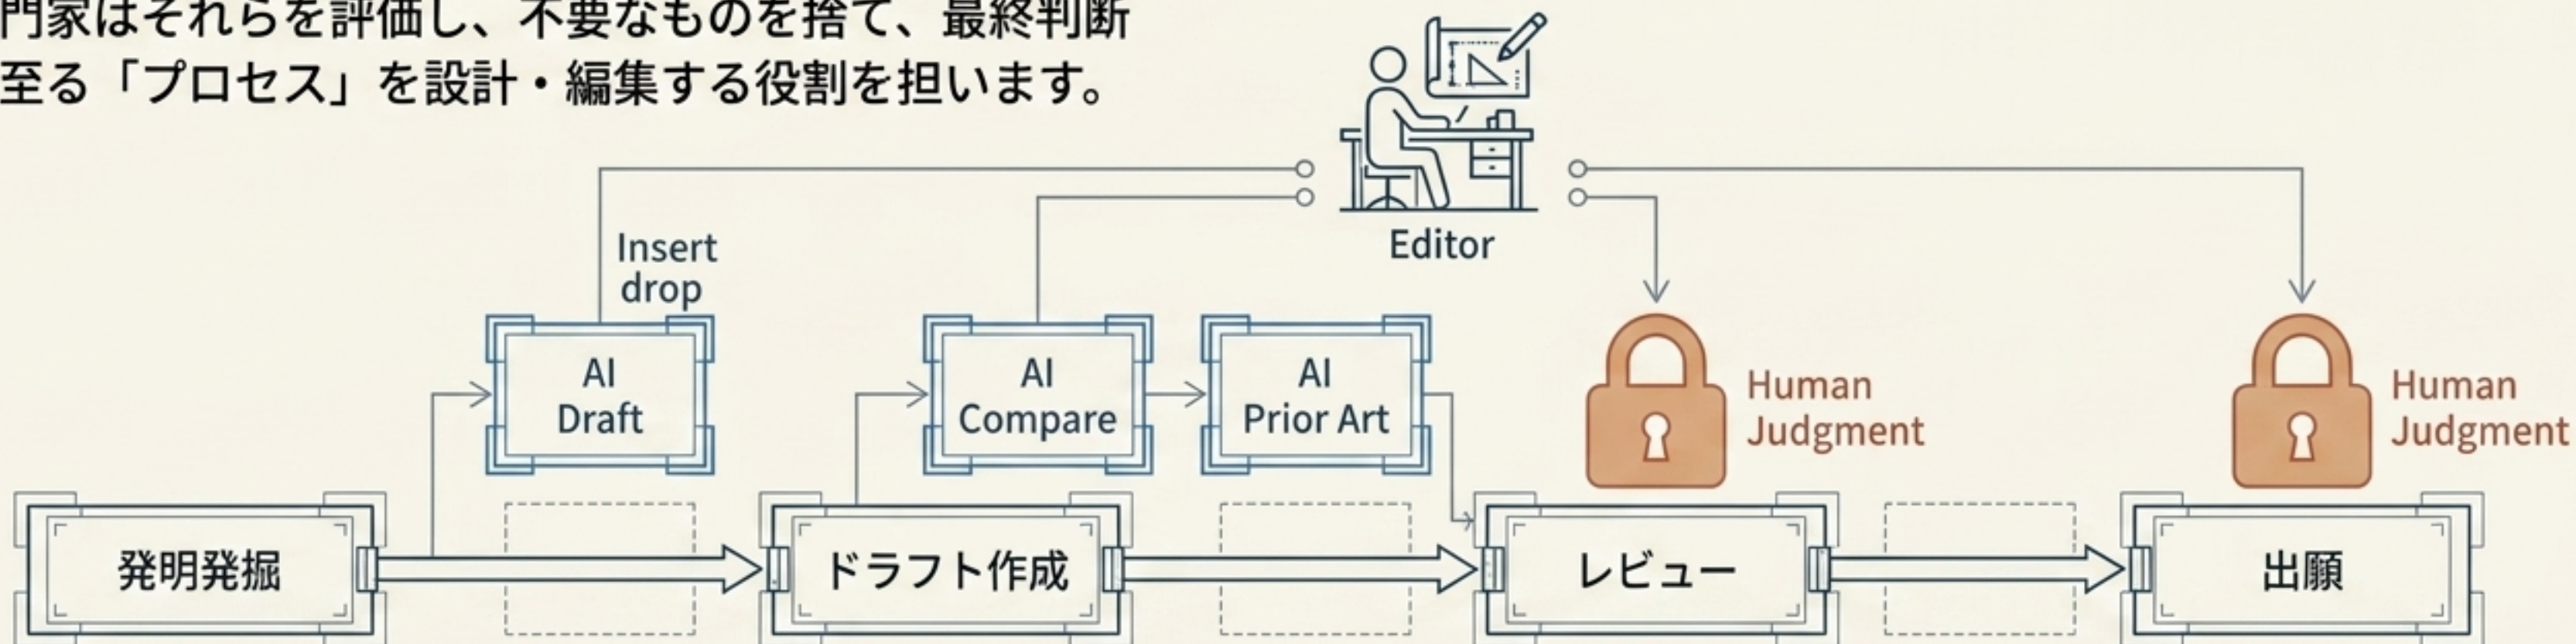 門家はそれらを評価し、不要なものを捨て、最終判断
至る「プロセス」を設計・編集する役割を担います。
Editor
Insert
drop
AI
Draft
AI
Compare
AI
Prior Art
Human
Judgment
Human
Judgment
発明発掘
ドラフト作成
レビュー
出願